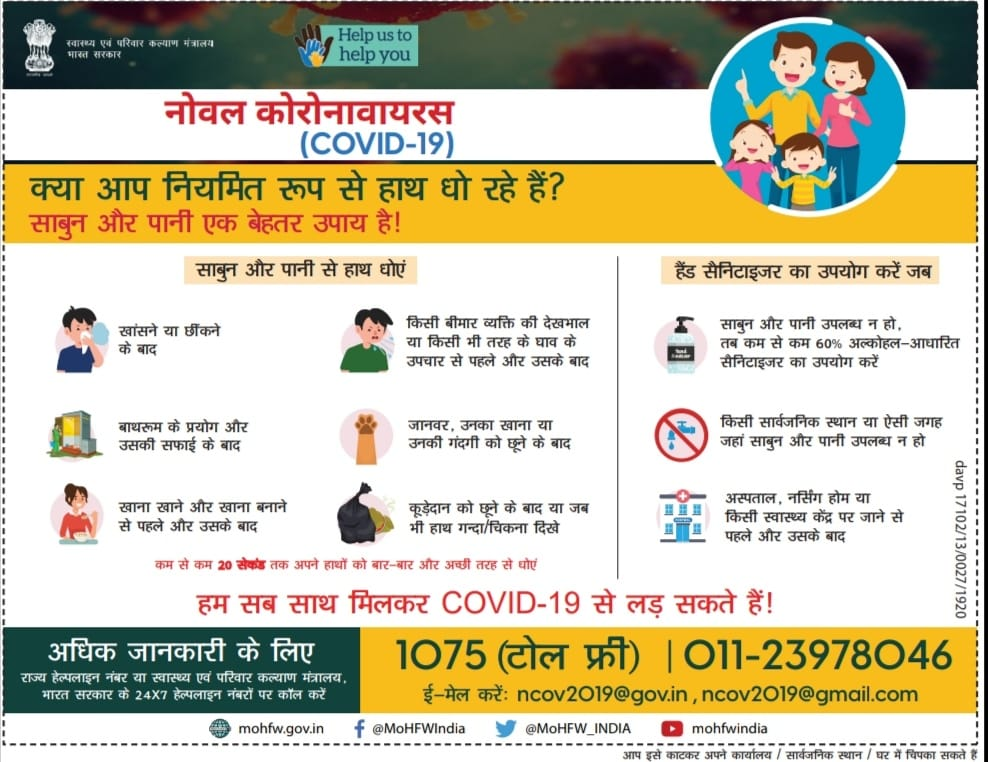 स्वास्थ्य एवं परिवार कल्याण मंत्रालय
भारत सरकार
Help us to
help you
नोवल कोरोनावायरस
(COVID-19)
क्या आप नियमित रूप से हाथ धो रहे हैं?
साबुन और पानी एक बेहतर उपाय है!
साबुन और पानी से हाथ धोएं
खांसने या छींकने
के बाद
किसी बीमार व्यक्ति की देखभाल
या किसी भी तरह के घाव के
उपचार से पहले और उसके बाद
बाथरूम के प्रयोग और
उसकी सफाई के बाद
जानवर, उनका खाना या
उनकी गंदगी को छूने के बाद
खाना खाने और खाना बनाने
से पहले और उसके बाद
कूड़ेदान को छूने के बाद या जब
भी हाथ गन्दा/चिकना दिखे
कम से कम 20 सेकंड तक अपने हाथों को बार-बार और अच्छी तरह से धोएं
हैंड सैनिटाइजर का उपयोग करें जब
Hand
Sanitizer
साबुन और पानी उपलब्ध न हो,
तब कम से कम 60% अल्कोहल-आधारित
सैनिटाइजर का उपयोग करें
किसी सार्वजनिक स्थान या ऐसी जगह
जहां साबुन और पानी उपलब्ध न हो
अस्पताल, नर्सिंग होम या
किसी स्वास्थ्य केंद्र पर जाने से
पहले और उसके बाद
davp 17102/13/0027/1920
हम सब साथ मिलकर COVID-19 से लड़ सकते हैं!
अधिक जानकारी के लिए
राज्य हेल्पलाइन नंबर या स्वास्थ्य एवं परिवार कल्याण मंत्रालय,
भारत सरकार के 24X7 हेल्पलाइन नंबरों पर कॉल करें
1075 (टोल फ्री) | 011-23978046
ई-मेल करें: ncov2019@gov.in , ncov2019@gmail.com
mohfw.gov.in @MoHFWIndia @MoHFW_INDIA mohfwindia
आप इसे काटकर अपने कार्यालय / सार्वजनिक स्थान / घर में चिपका सकते हैं